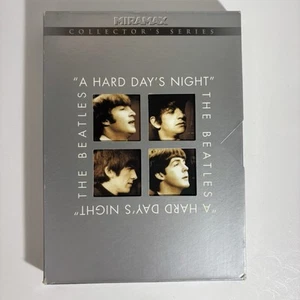 MIRAMAX
COLLECTOR'S SERIES
"A HARD DAY'S NIGHT"
THE BEATLES
THE BEATLES
"A HARD DAY'S NIGHT"